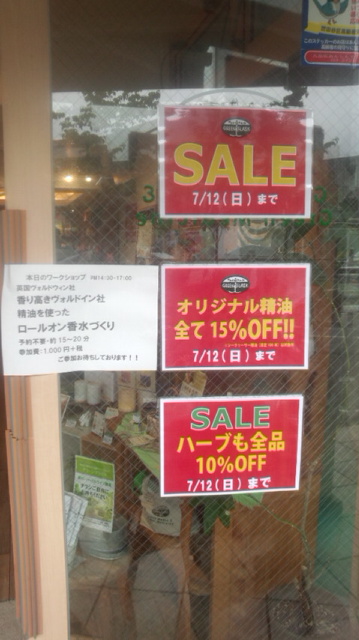 GREEN FLASK
SALE
7/12(日)まで
GREEN FLASK
オリジナル精油
全て15%OFF!!
7/12(日)まで
SALE
ハーブも全品
10%OFF
7/12(日)まで
本日のワークショップ PM14:30-17:00
英国ヴォルドウィン社
香り高きヴォルドイン社
精油を使った
ロールオン香水づくり
予約不要・約15~20分
参加費:1,000円+税
ご参加お待ちしております!!